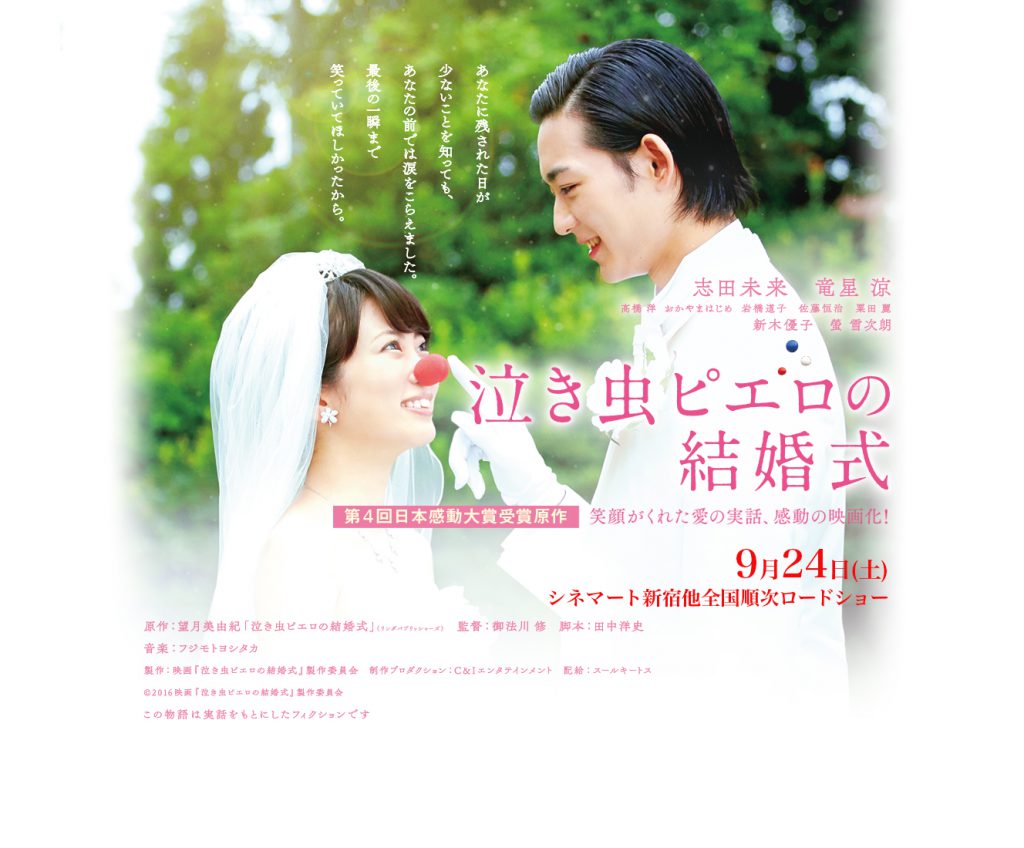 あなたに残された日が
少ないことを知っても、
あなたの前では涙をこらえました。
最後の一瞬まで
笑っていてほしかったから。
志田未来　竜星 涼
高橋 洋　おかやまはじめ　岩橋道子　佐藤恒治　栗田 麗
新木優子　螢 雪次朗
泣き虫ピエロの
結婚式
第4回日本感動大賞受賞原作　笑顔がくれた愛の実話、感動の映画化!
9月24日(土)
シネマート新宿他全国順次ロードショー
原作：望月美由紀「泣き虫ピエロの結婚式」（リンダパブリッシャーズ）　監督：御法川 修　脚本：田中洋史
音楽：フジモトヨシタカ
製作：映画『泣き虫ピエロの結婚式』製作委員会　制作プロダクション：C&Iエンタテインメント　配給：スールキートス
©2016映画『泣き虫ピエロの結婚式』製作委員会
この物語は実話をもとにしたフィクションです